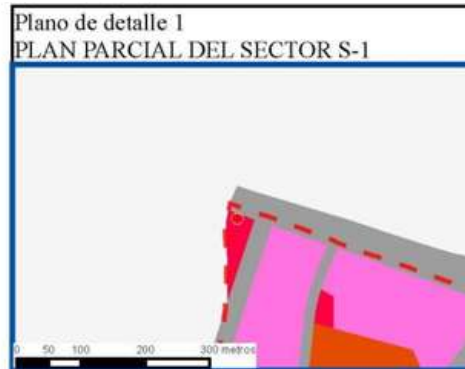 Plano de detalle 1
PLAN PARCIAL DEL SECTOR S-1
0 50 100 200 300 metros